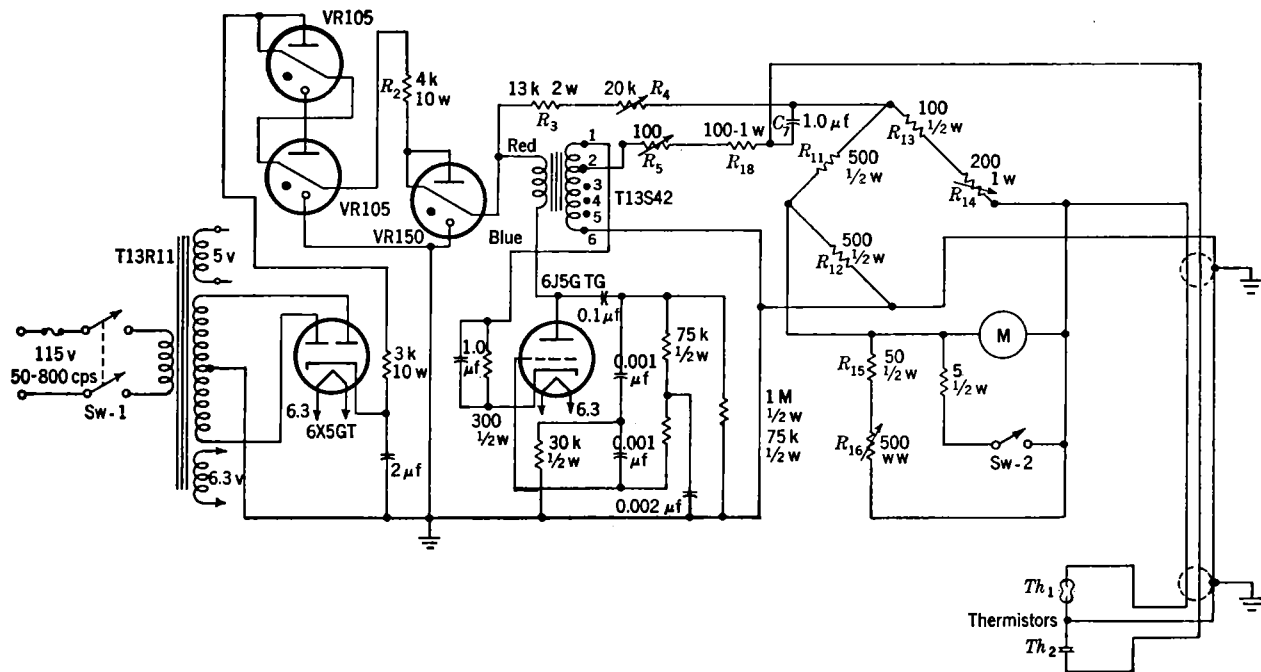 VR105
R2
4 k
10 w
13 k 2 w
R3
20 k R4
Red
1
2
3
4
5
6
100
R5
100-1 w
R18
C7 1.0 μf
R11
500
1/2 w
100
1/2 w
R13
200
1 w
R14
T13S42
VR105
VR150
Blue
500
1/2 w
R12
T13R11
5 v
6J5G TG
0.1 μf
115 v
50-800 cps
Sw-1
3 k
10 w
1.0
μf
0.001
μf
75 k
1/2 w
M
R15
50
1/2 w
5
1/2 w
6.3
6X5GT
300
1/2 w
6.3
1 M
1/2 w
75 k
1/2 w
6.3 v
2 μf
30 k
1/2 w
0.001
μf
0.002 μf
R16
500
ww
Sw-2
Th1
Thermistors
Th2